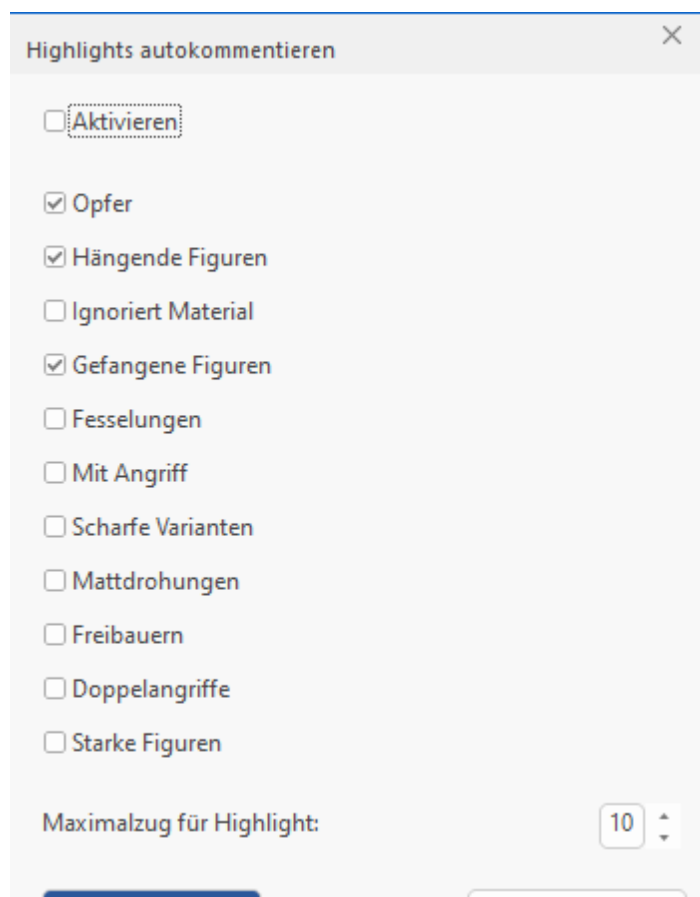 Highlights autokommentieren
Aktivieren
Opfer
Hängende Figuren
Ignoriert Material
Gefangene Figuren
Fesselungen
Mit Angriff
Scharfe Varianten
Mattdrohungen
Freibauern
Doppelangriffe
Starke Figuren
Maximalzug für Highlight: 10